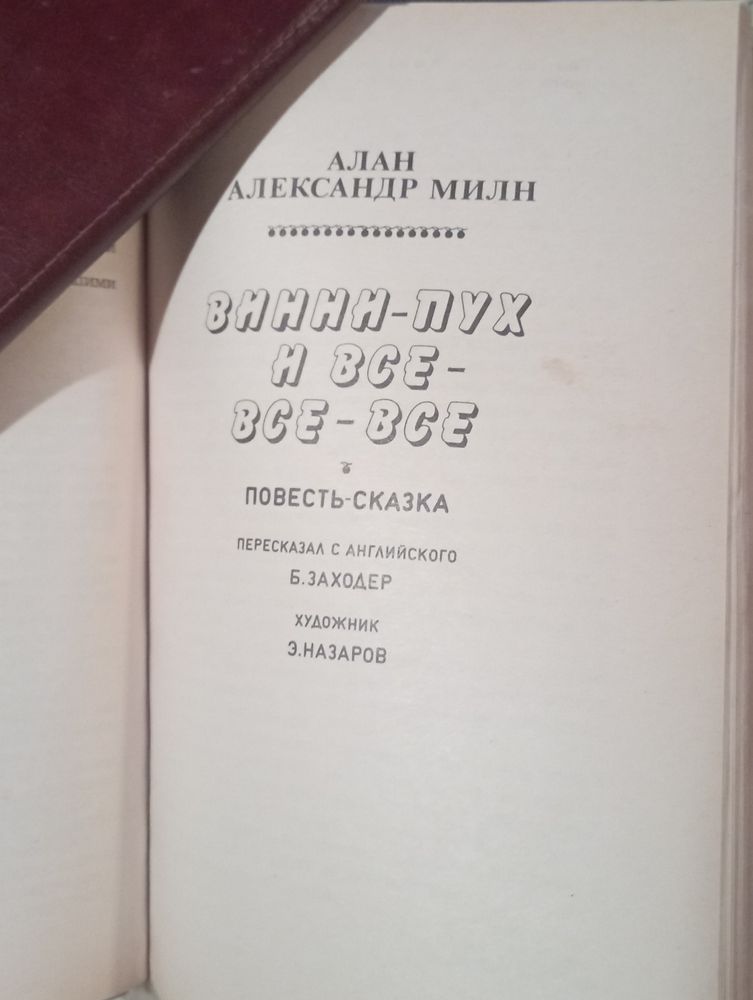 АЛАН
АЛЕКСАНДР МИЛН
ВИННИ-ПУХ
И ВСЕ-
ВСЕ-ВСЕ
ПОВЕСТЬ-СКАЗКА
ПЕРЕСКАЗАЛ С АНГЛИЙСКОГО
Б.ЗАХОДЕР
ХУДОЖНИК
Э.НАЗАРОВ